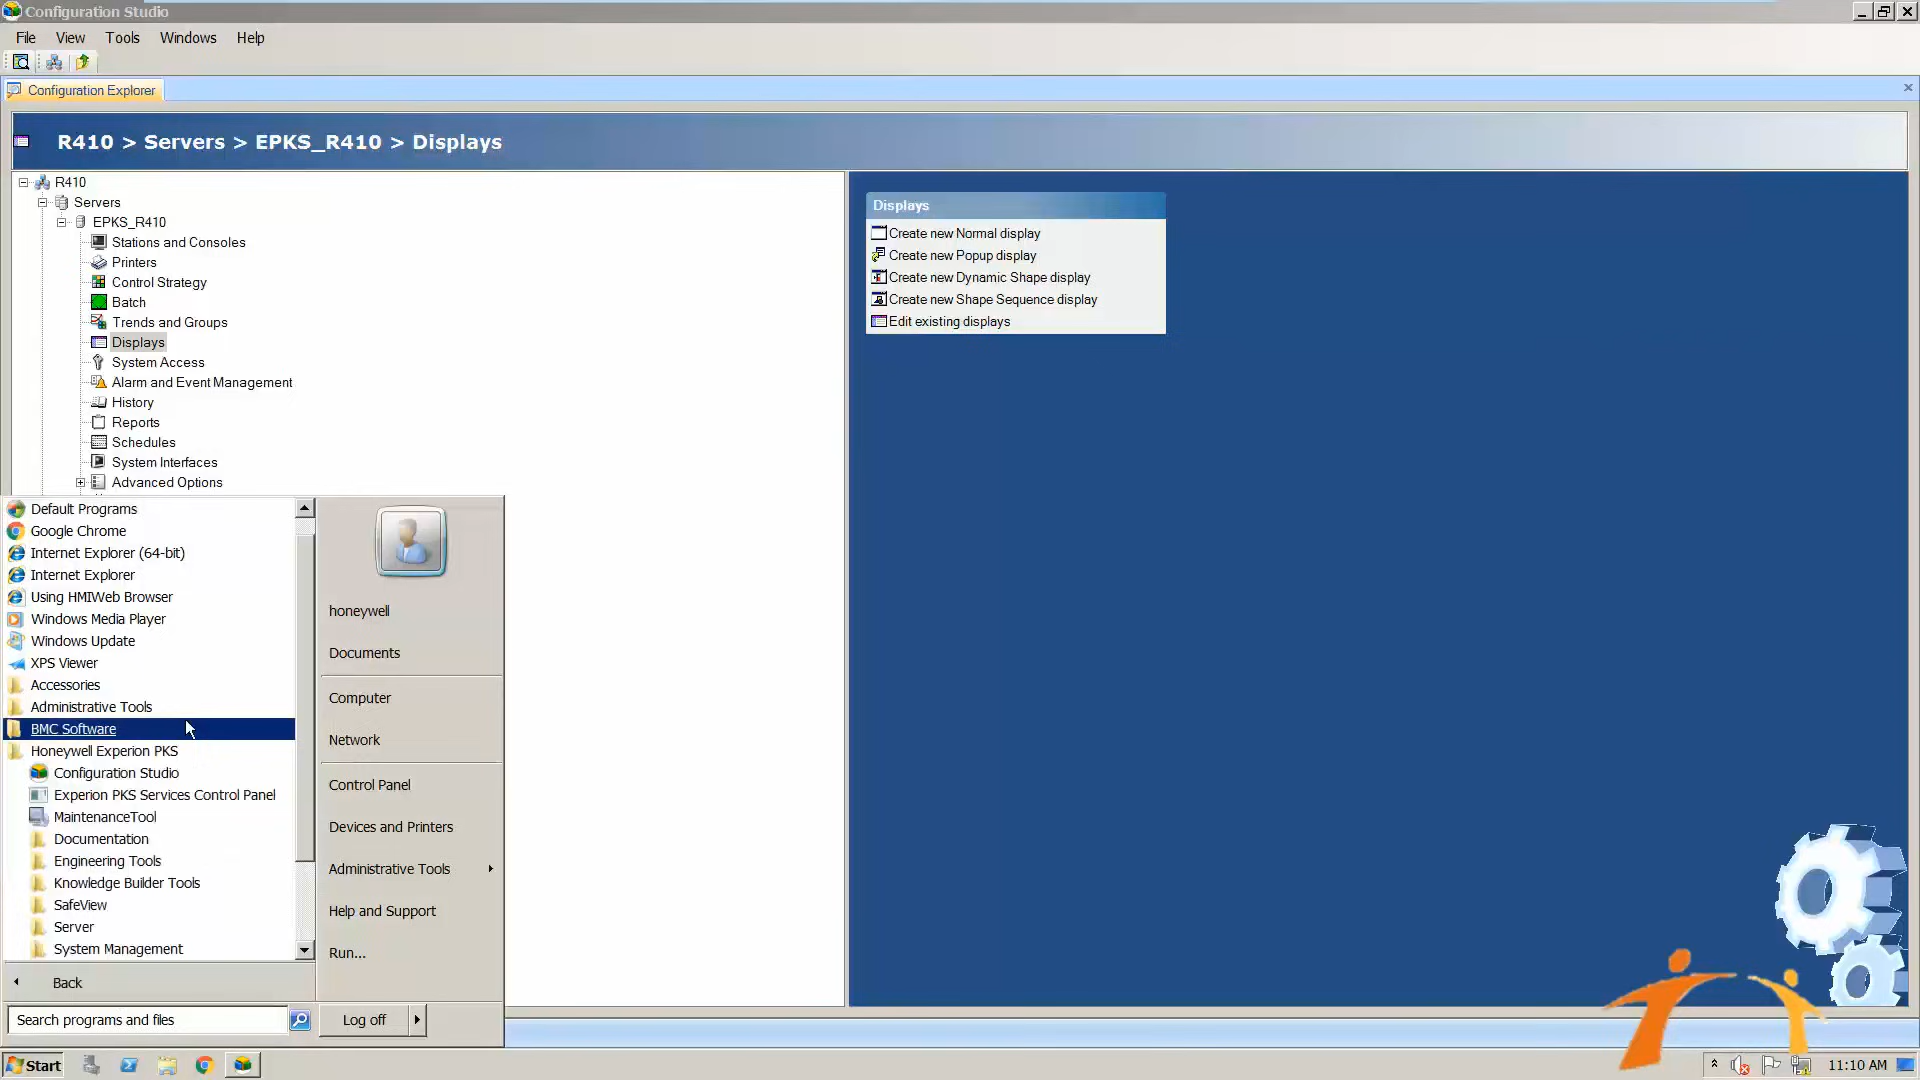 Configuration Studio
File View Tools Windows Help
Configuration Explorer
R410 > Servers > EPKS_R410 > Displays
R410
Servers
EPKS_R410
Stations and Consoles
Printers
Control Strategy
Batch
Trends and Groups
Displays
System Access
Alarm and Event Management
History
Reports
Schedules
System Interfaces
Advanced Options
Displays
Create new Normal display
Create new Popup display
Create new Dynamic Shape display
Create new Shape Sequence display
Edit existing displays
Default Programs
Google Chrome
Internet Explorer (64-bit)
Internet Explorer
Using HMIWeb Browser
Windows Media Player
Windows Update
XPS Viewer
Accessories
Administrative Tools
BMC Software
Honeywell Experion PKS
Configuration Studio
Experion PKS Services Control Panel
MaintenanceTool
Documentation
Engineering Tools
Knowledge Builder Tools
SafeView
Server
System Management
Back
Search programs and files
honeywell
Documents
Computer
Network
Control Panel
Devices and Printers
Administrative Tools
Help and Support
Run...
Log off
Start
11:10 AM